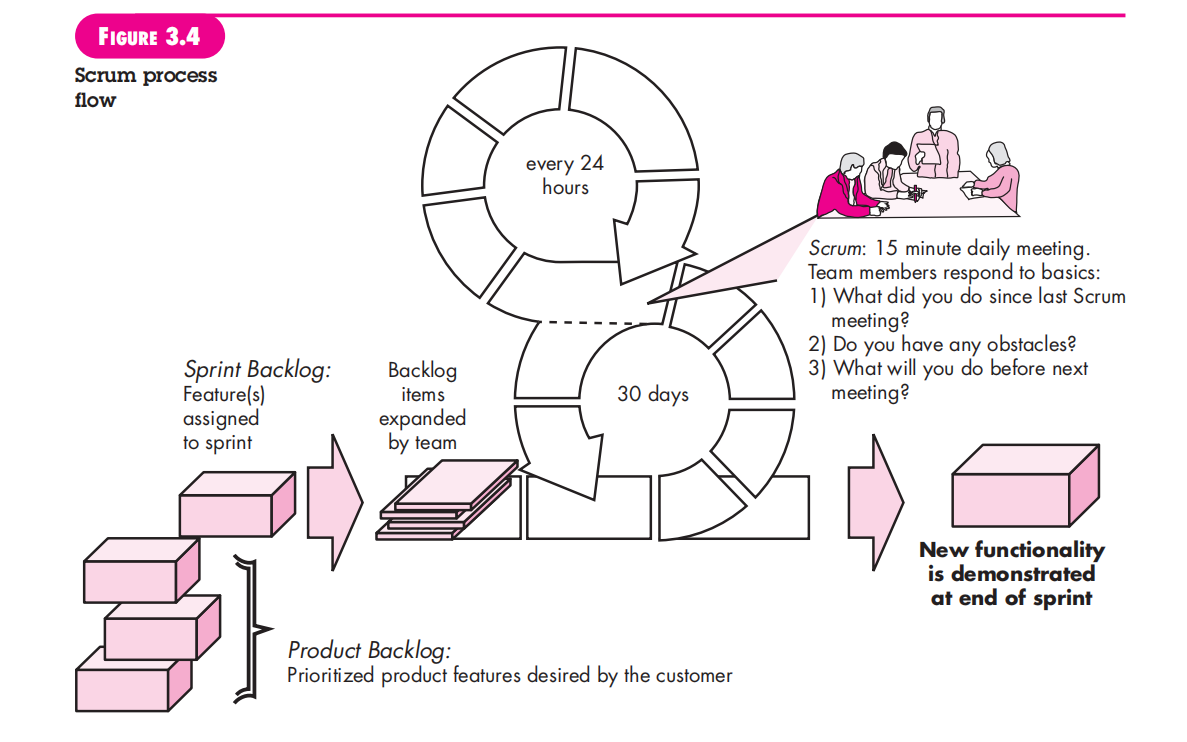 FIGURE 3.4
Scrum process
flow
every 24
hours
Scrum: 15 minute daily meeting.
Team members respond to basics:
1) What did you do since last Scrum
meeting?
2) Do you have any obstacles?
3) What will you do before next
meeting?
Sprint Backlog:
Feature(s)
assigned
to sprint
Backlog
items
expanded
by team
30 days
New functionality
is demonstrated
at end of sprint
Product Backlog:
Prioritized product features desired by the customer